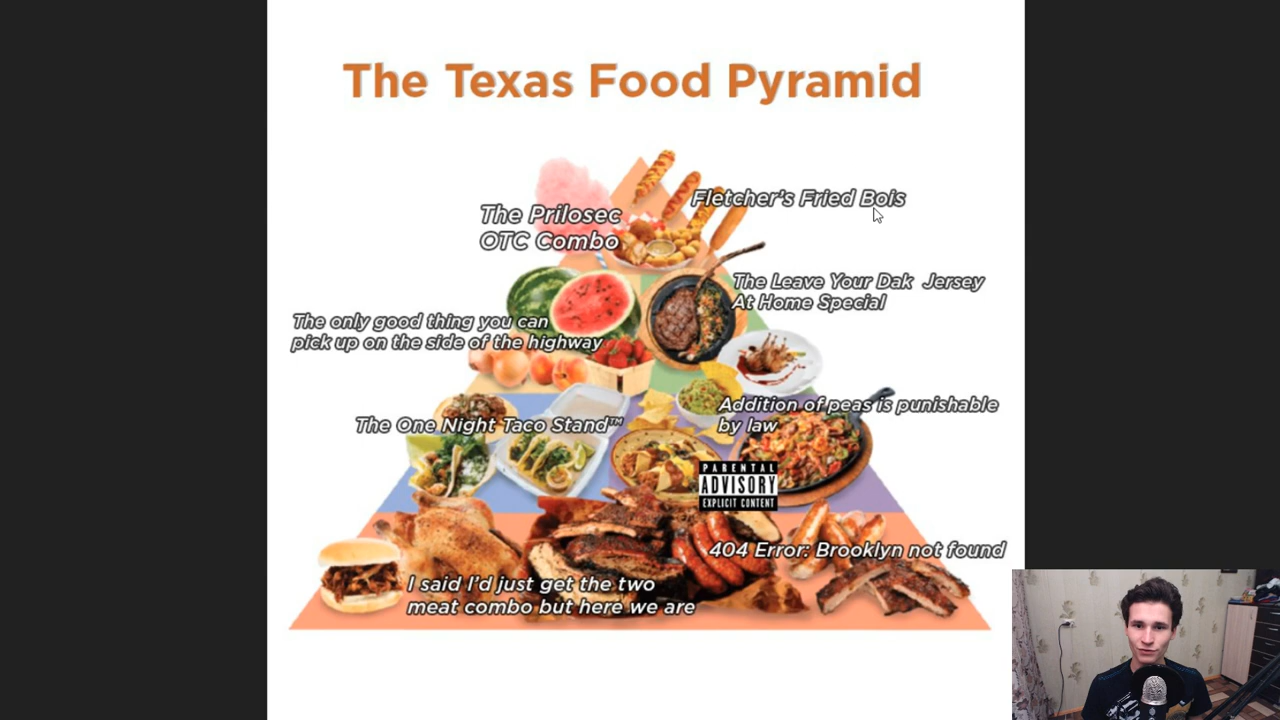 The Texas Food Pyramid
Fletcher's Fried Bois
The Prilosec
OTC Combo
The Leave Your Dak Jersey
At Home Special
The only good thing you can
pick up on the side of the highway
Addition of peas is punishable
by law
The One Night Taco Stand™
PARENTAL
ADVISORY
EXPLICIT CONTENT
404 Error: Brooklyn not found
I said I'd just get the two
meat combo but here we are